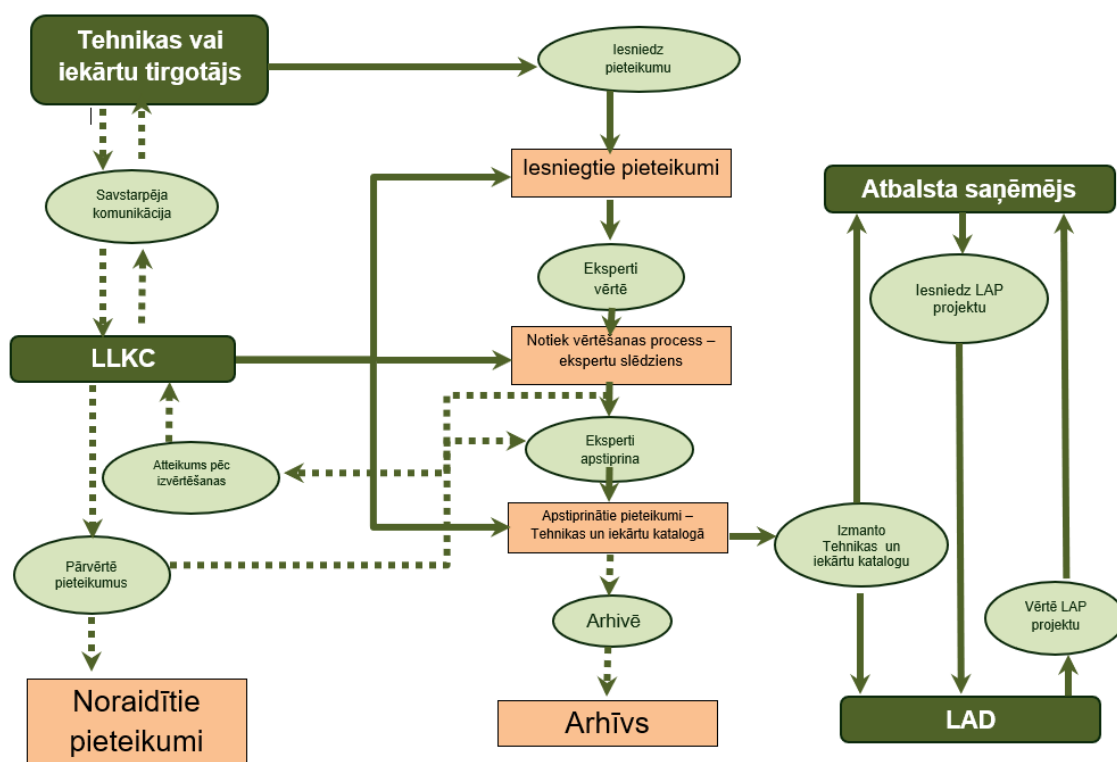 Tehnikas vai
iekārtu tirgotājs
Iesniedz
pieteikumu
Savstarpēja
komunikācija
Iesniegtie pieteikumi
Atbalsta saņēmējs
Eksperti
vērtē
Iesniedz LAP
projektu
LLKC
Notiek vērtēšanas process –
ekspertu slēdziens
Atteikums pēc
izvērtēšanas
Eksperti
apstiprina
Apstiprinātie pieteikumi –
Tehnikas un iekārtu katalogā
Izmanto
Tehnikas un
iekārtu katalogu
Pārvērtē
pieteikumus
Arhivē
Vērtē LAP
projektu
Noraidītie
pieteikumi
Arhīvs
LAD